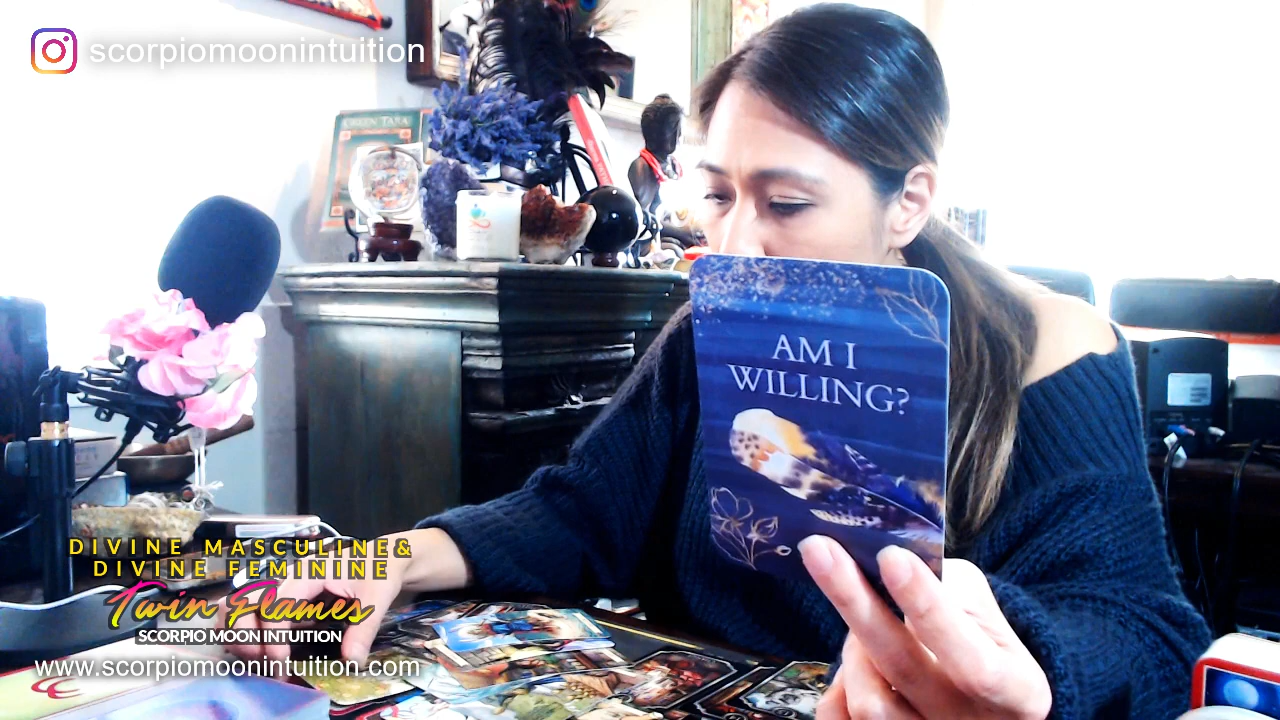 scorpiomoonintuition
GREEN TARA
AM I
WILLING?
DIVINE MASCULINE&
DIVINE FEMININE
Twin Flames
SCORPIO MOON INTUITION
www.scorpiomoonintuition.com